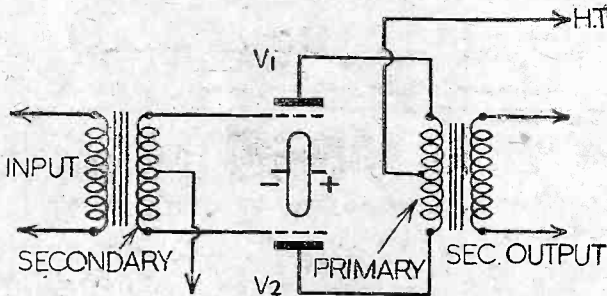 H.T
V1
INPUT
SECONDARY
V2
PRIMARY
SEC. OUTPUT
- +